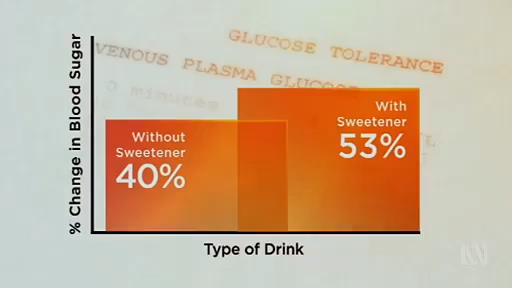 GLUCOSE TOLERANCE
VENOUS PLASMA GLUCOSE
0 minutes
% Change in Blood Sugar
Without
Sweetener
40%
With
Sweetener
53%
Type of Drink